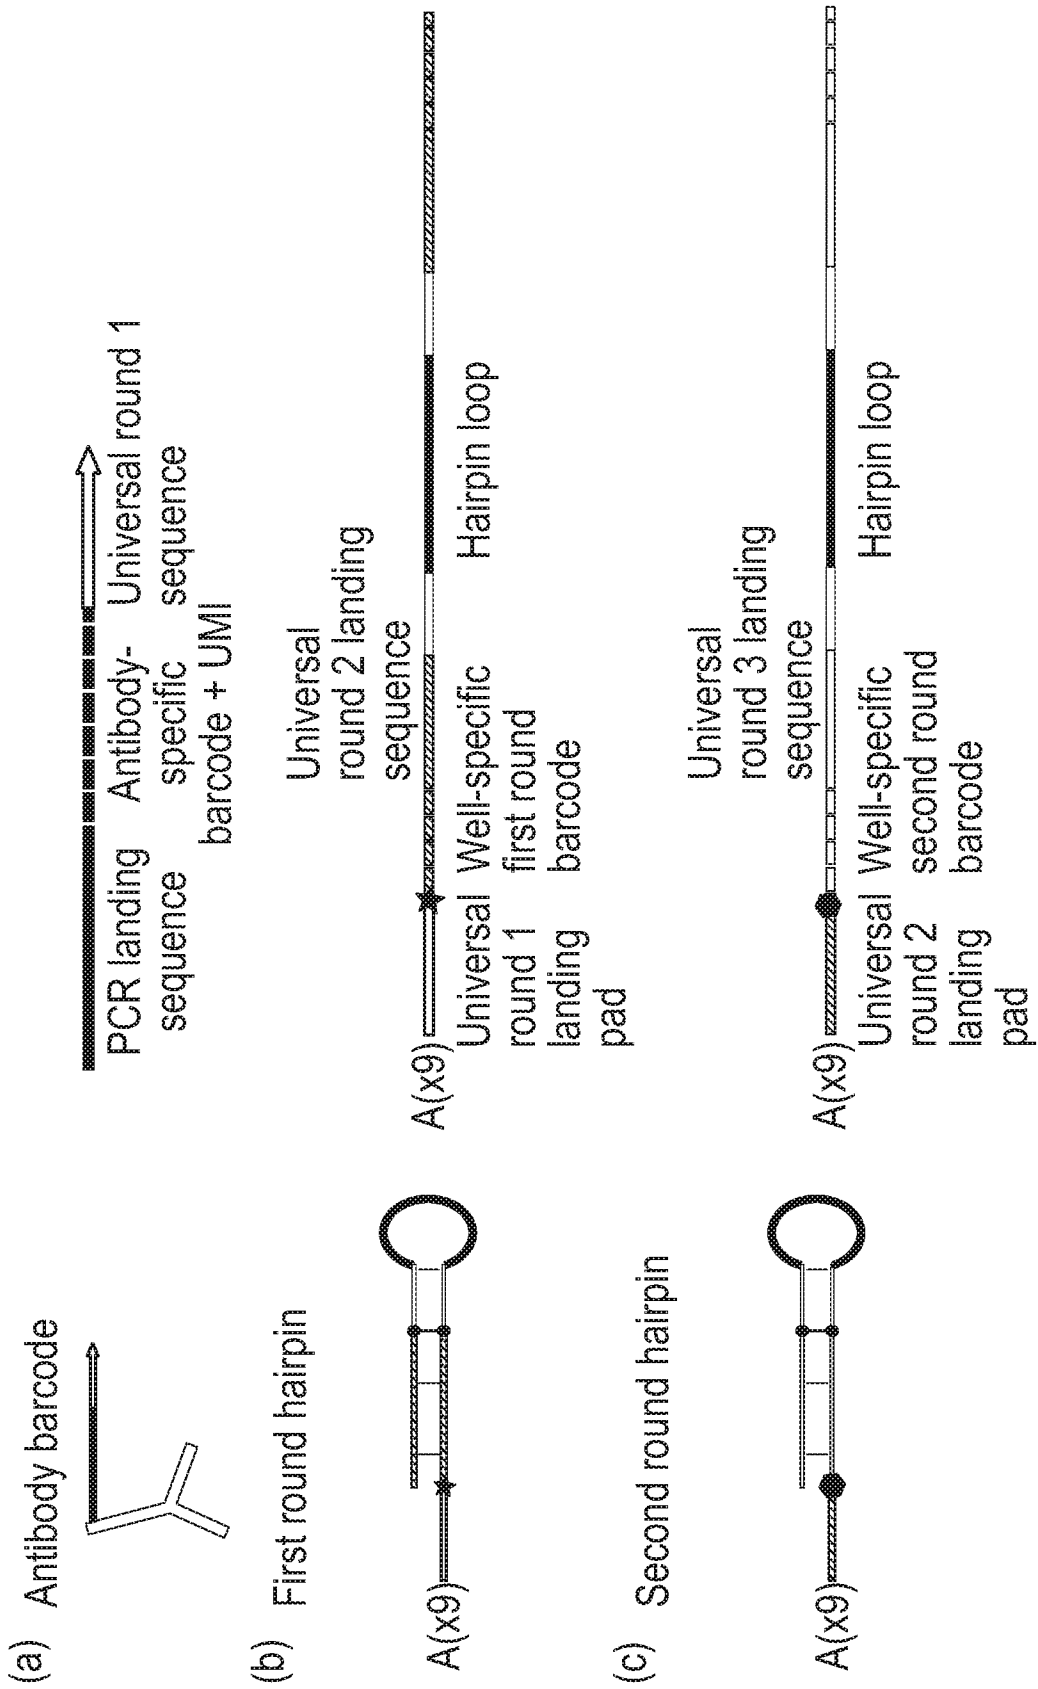 (a) Antibody barcode
PCR landing
sequence
Antibody-
specific
barcode + UMI
Universal round 1
sequence
(b) First round hairpin
A(x9)
A(x9)
Universal
round 2 landing
sequence
Universal
round 1
landing
pad
Well-specific
first round
barcode
Hairpin loop
(c) Second round hairpin
A(x9)
A(x9)
Universal
round 3 landing
sequence
Universal
round 2
landing
pad
Well-specific
second round
barcode
Hairpin loop